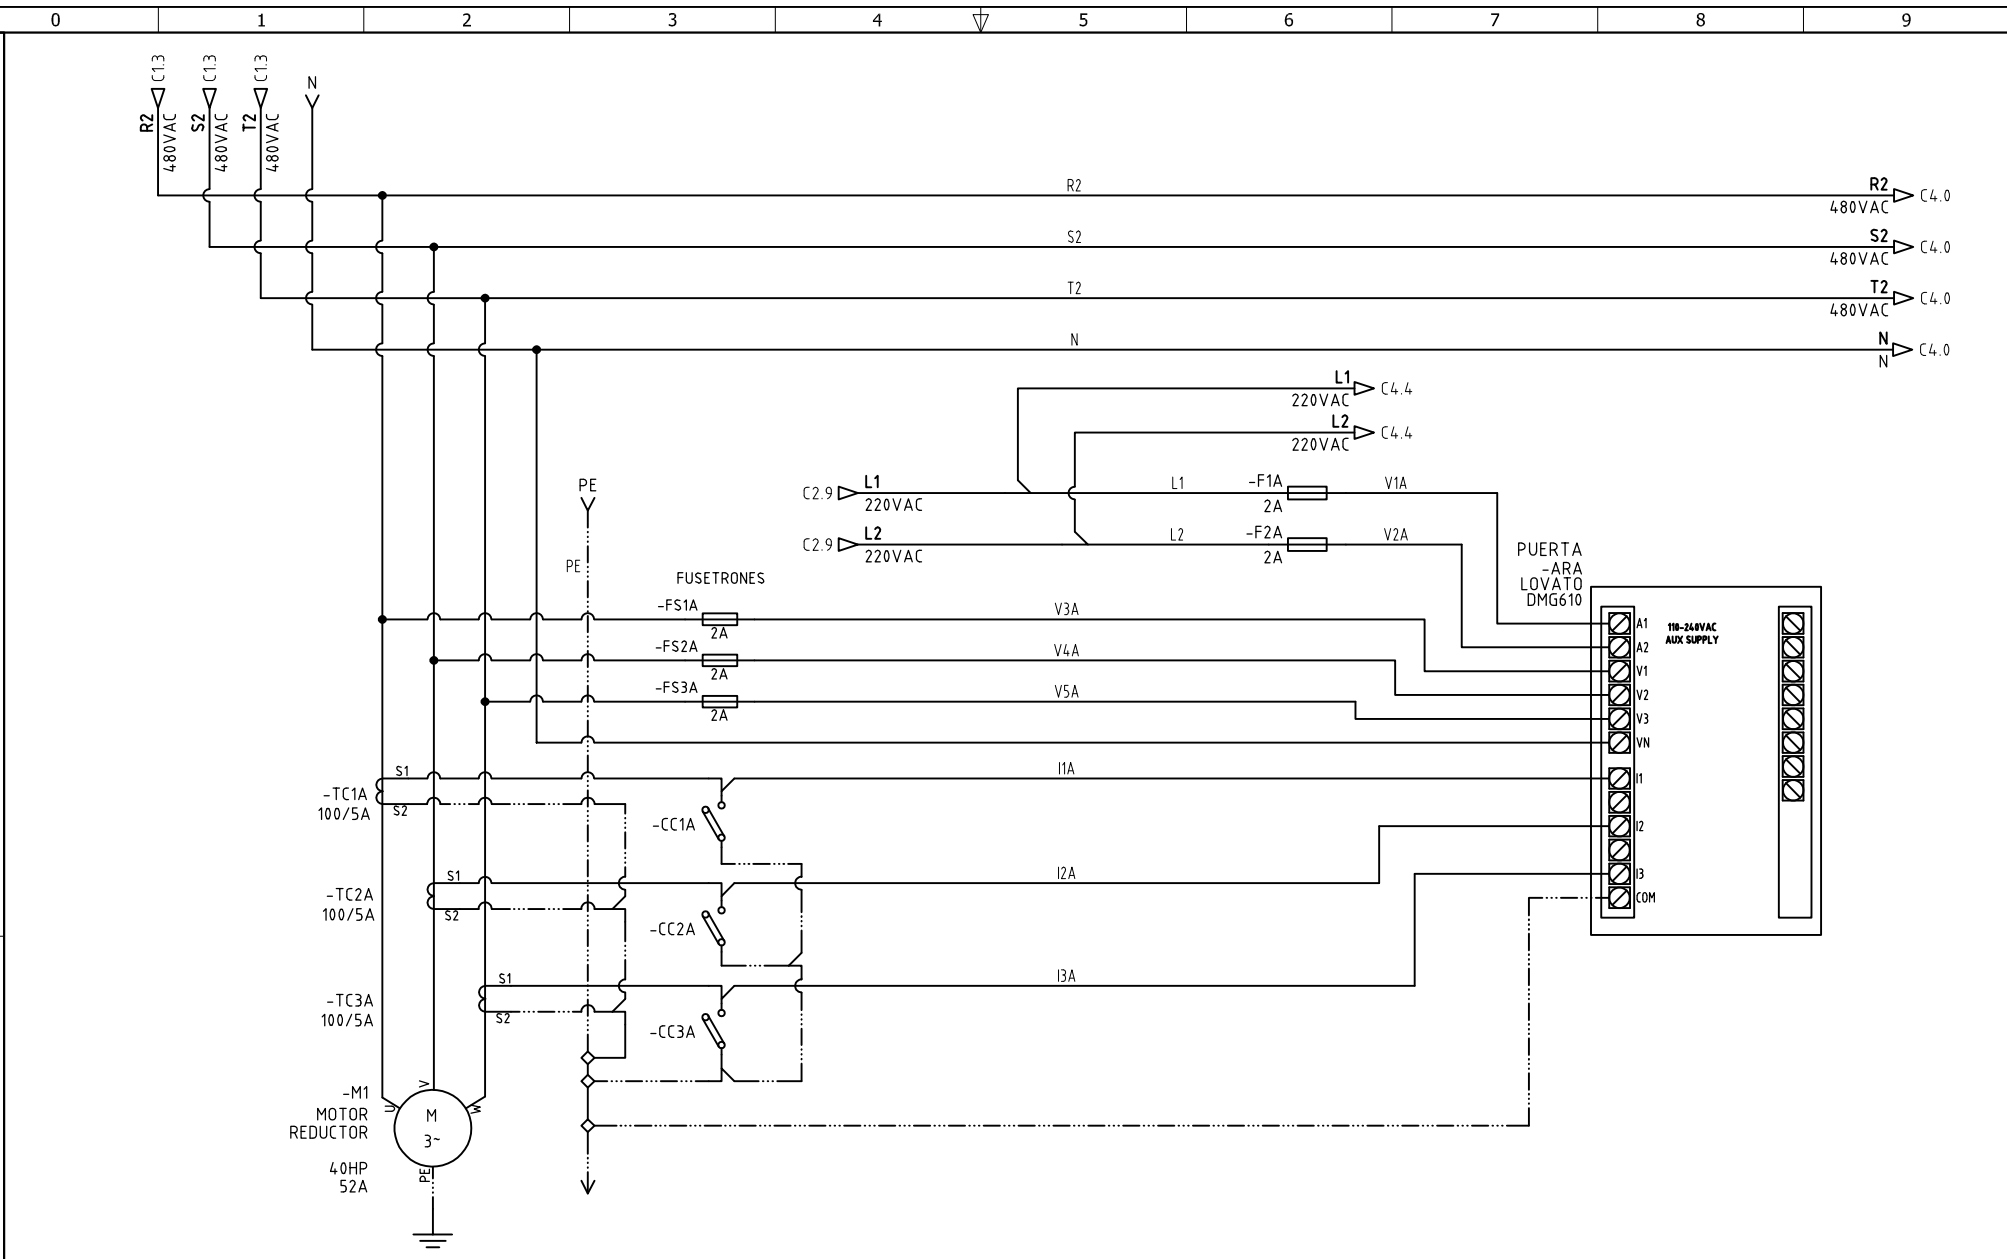 0 1 2 3 4 5 6 7 8 9
C1.3 C1.3 C1.3 N
R2 480VAC S2 480VAC T2 480VAC
R2 R2 C4.0
480VAC
S2 S2 C4.0
480VAC
T2 T2 C4.0
480VAC
N N C4.0
N
L1 C4.4
220VAC
L2 C4.4
220VAC
PE
C2.9 L1 L1 -F1A V1A
220VAC 2A
C2.9 L2 L2 -F2A V2A
220VAC 2A
PE
PUERTA
-ARA
LOVATO
DMG610
FUSETRONES
-FS1A V3A
2A
-FS2A V4A
2A
-FS3A V5A
2A
A1 110-240VAC
AUX SUPPLY
A2
V1
V2
V3
VN
I1
I2
I3
COM
S1 I1A
-TC1A
100/5A S2
-CC1A
S1 I2A
-TC2A
100/5A S2
-CC2A
S1 I3A
-TC3A
100/5A S2
-CC3A
-M1
MOTOR
REDUCTOR
40HP
52A
U V W
M
3~
PE